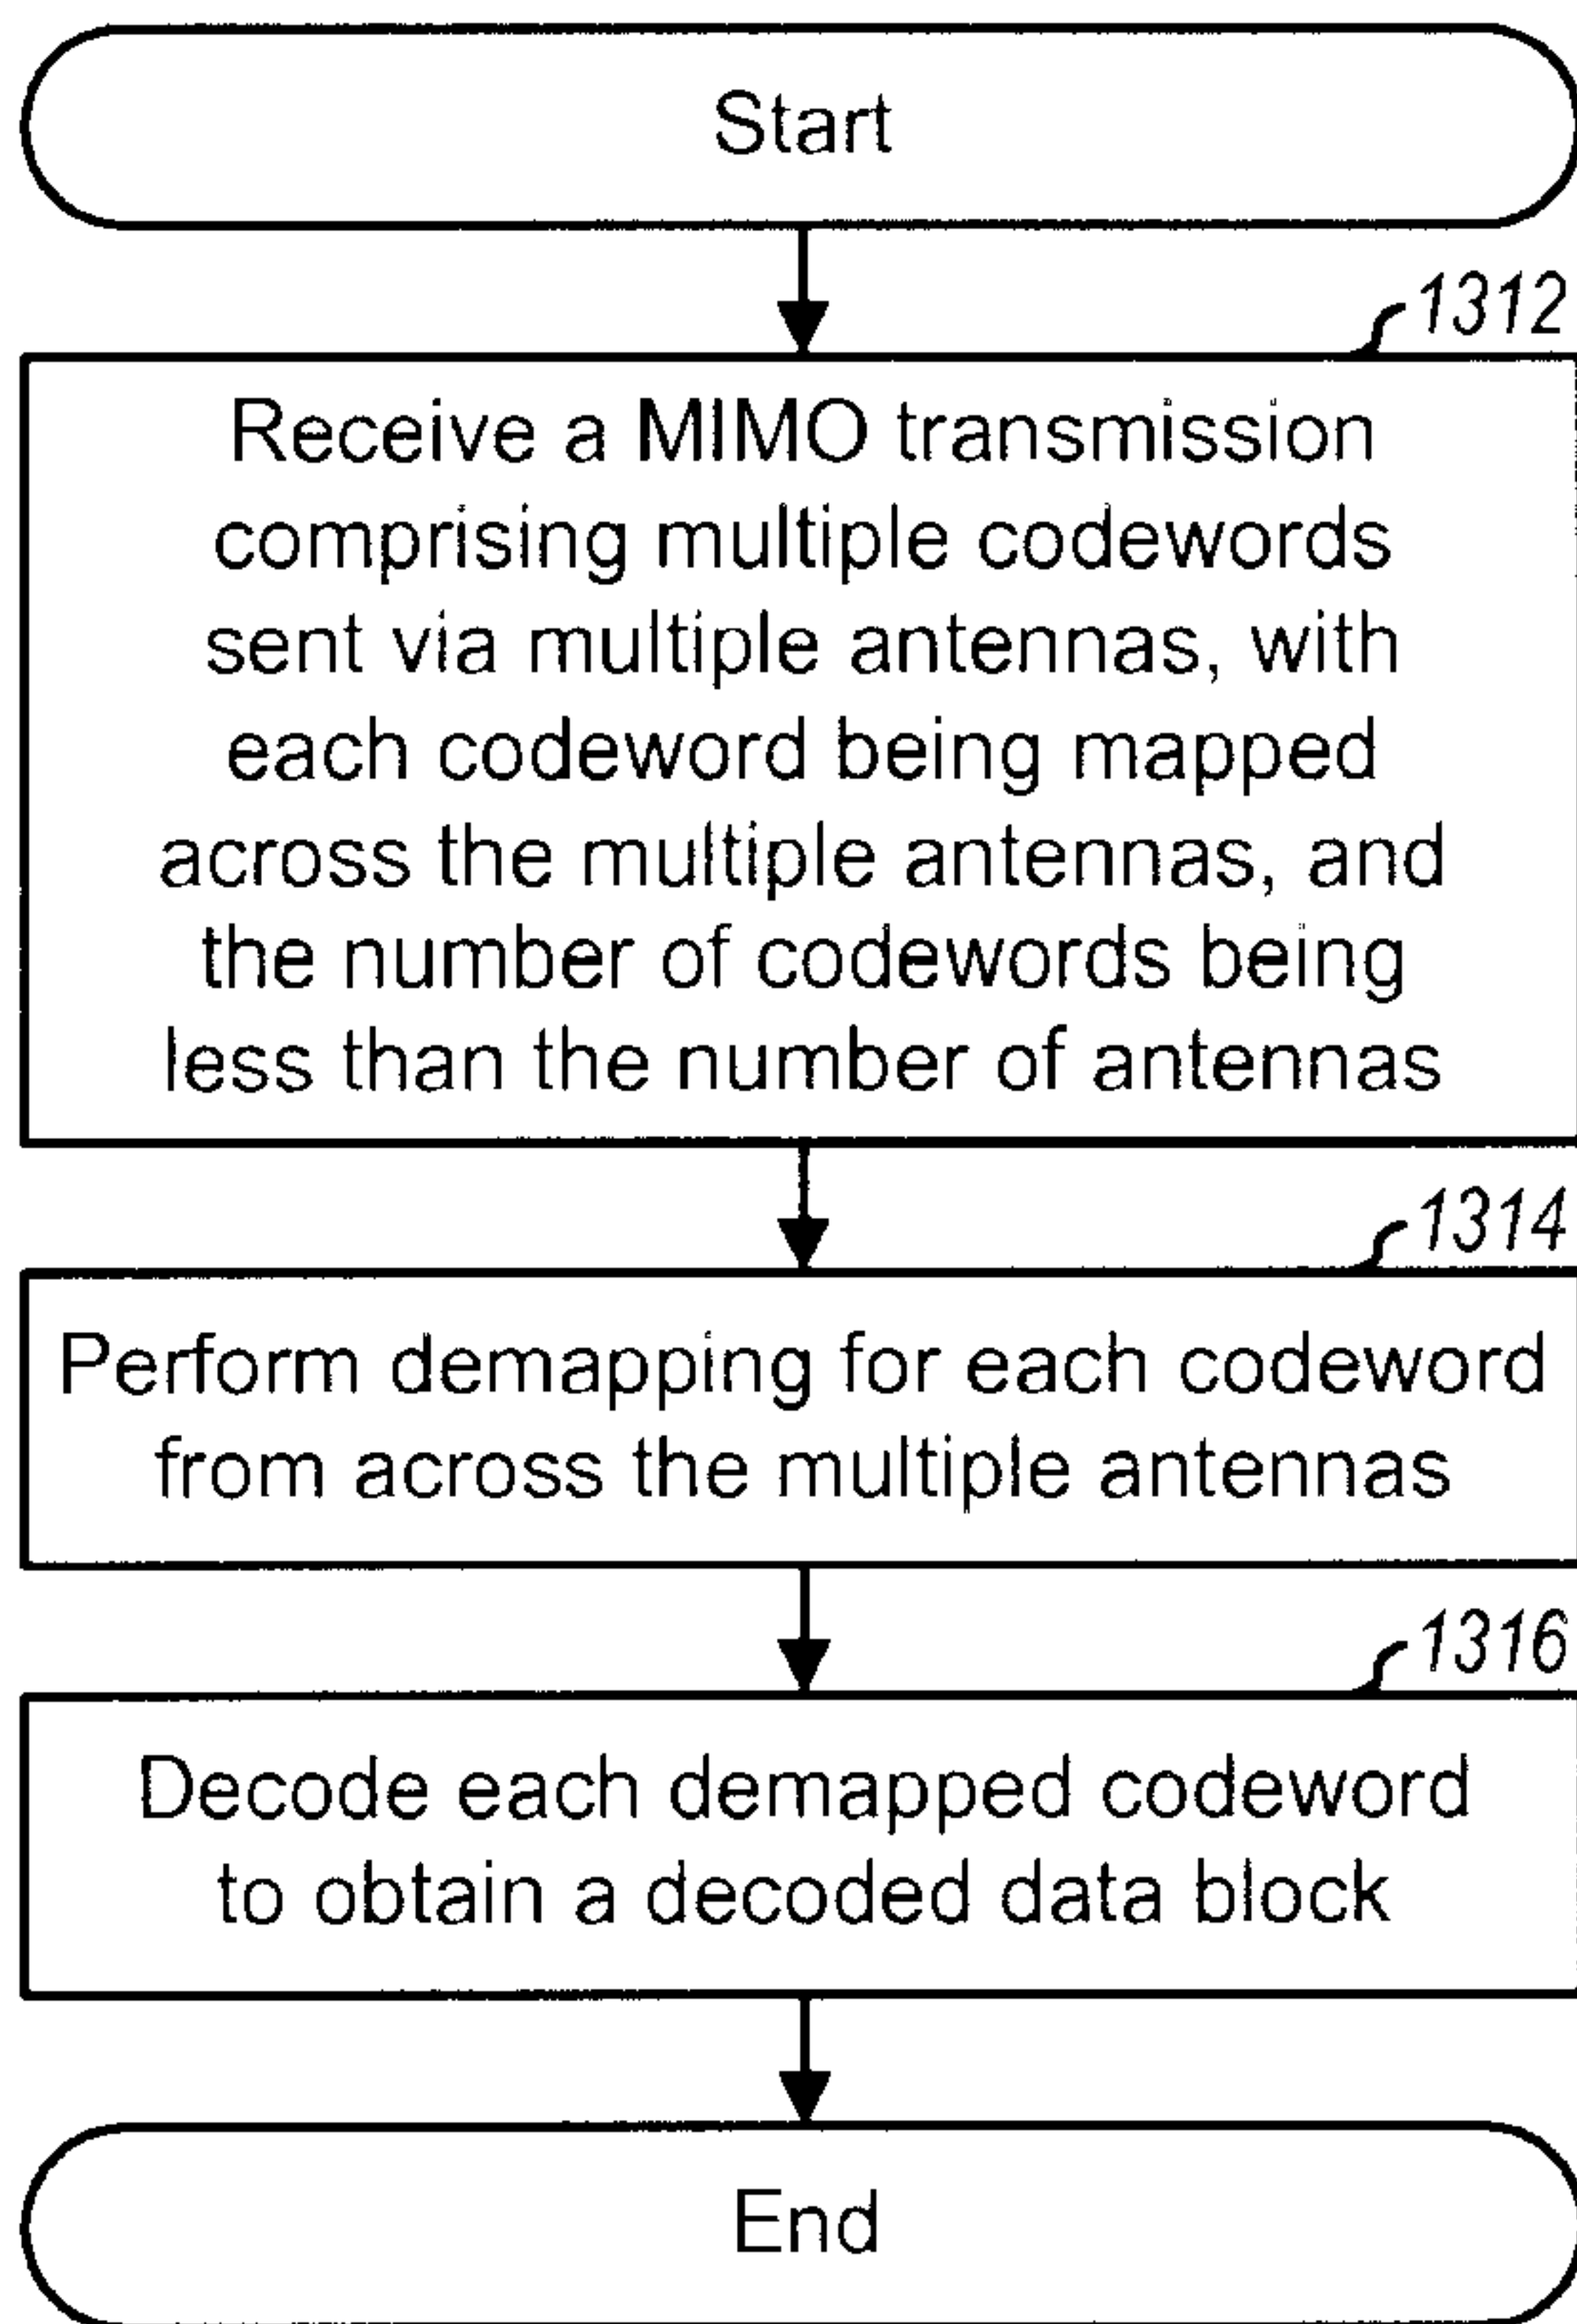 Start
1312
Receive a MIMO transmission
comprising multiple codewords
sent via multiple antennas, with
each codeword being mapped
across the multiple antennas, and
the number of codewords being
less than the number of antennas
1314
Perform demapping for each codeword
from across the multiple antennas
1316
Decode each demapped codeword
to obtain a decoded data block
End